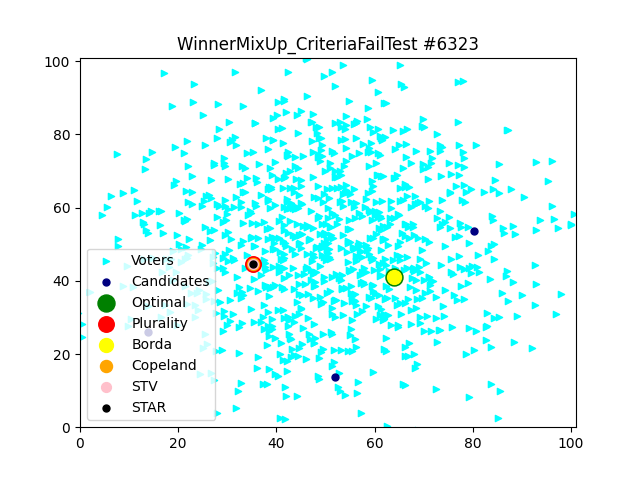 WinnerMixUp_CriteriaFailTest #6323
100
80
60
40
20
0
Voters
Candidates
Optimal
Plurality
Borda
Copeland
STV
STAR
0 20 40 60 80 100